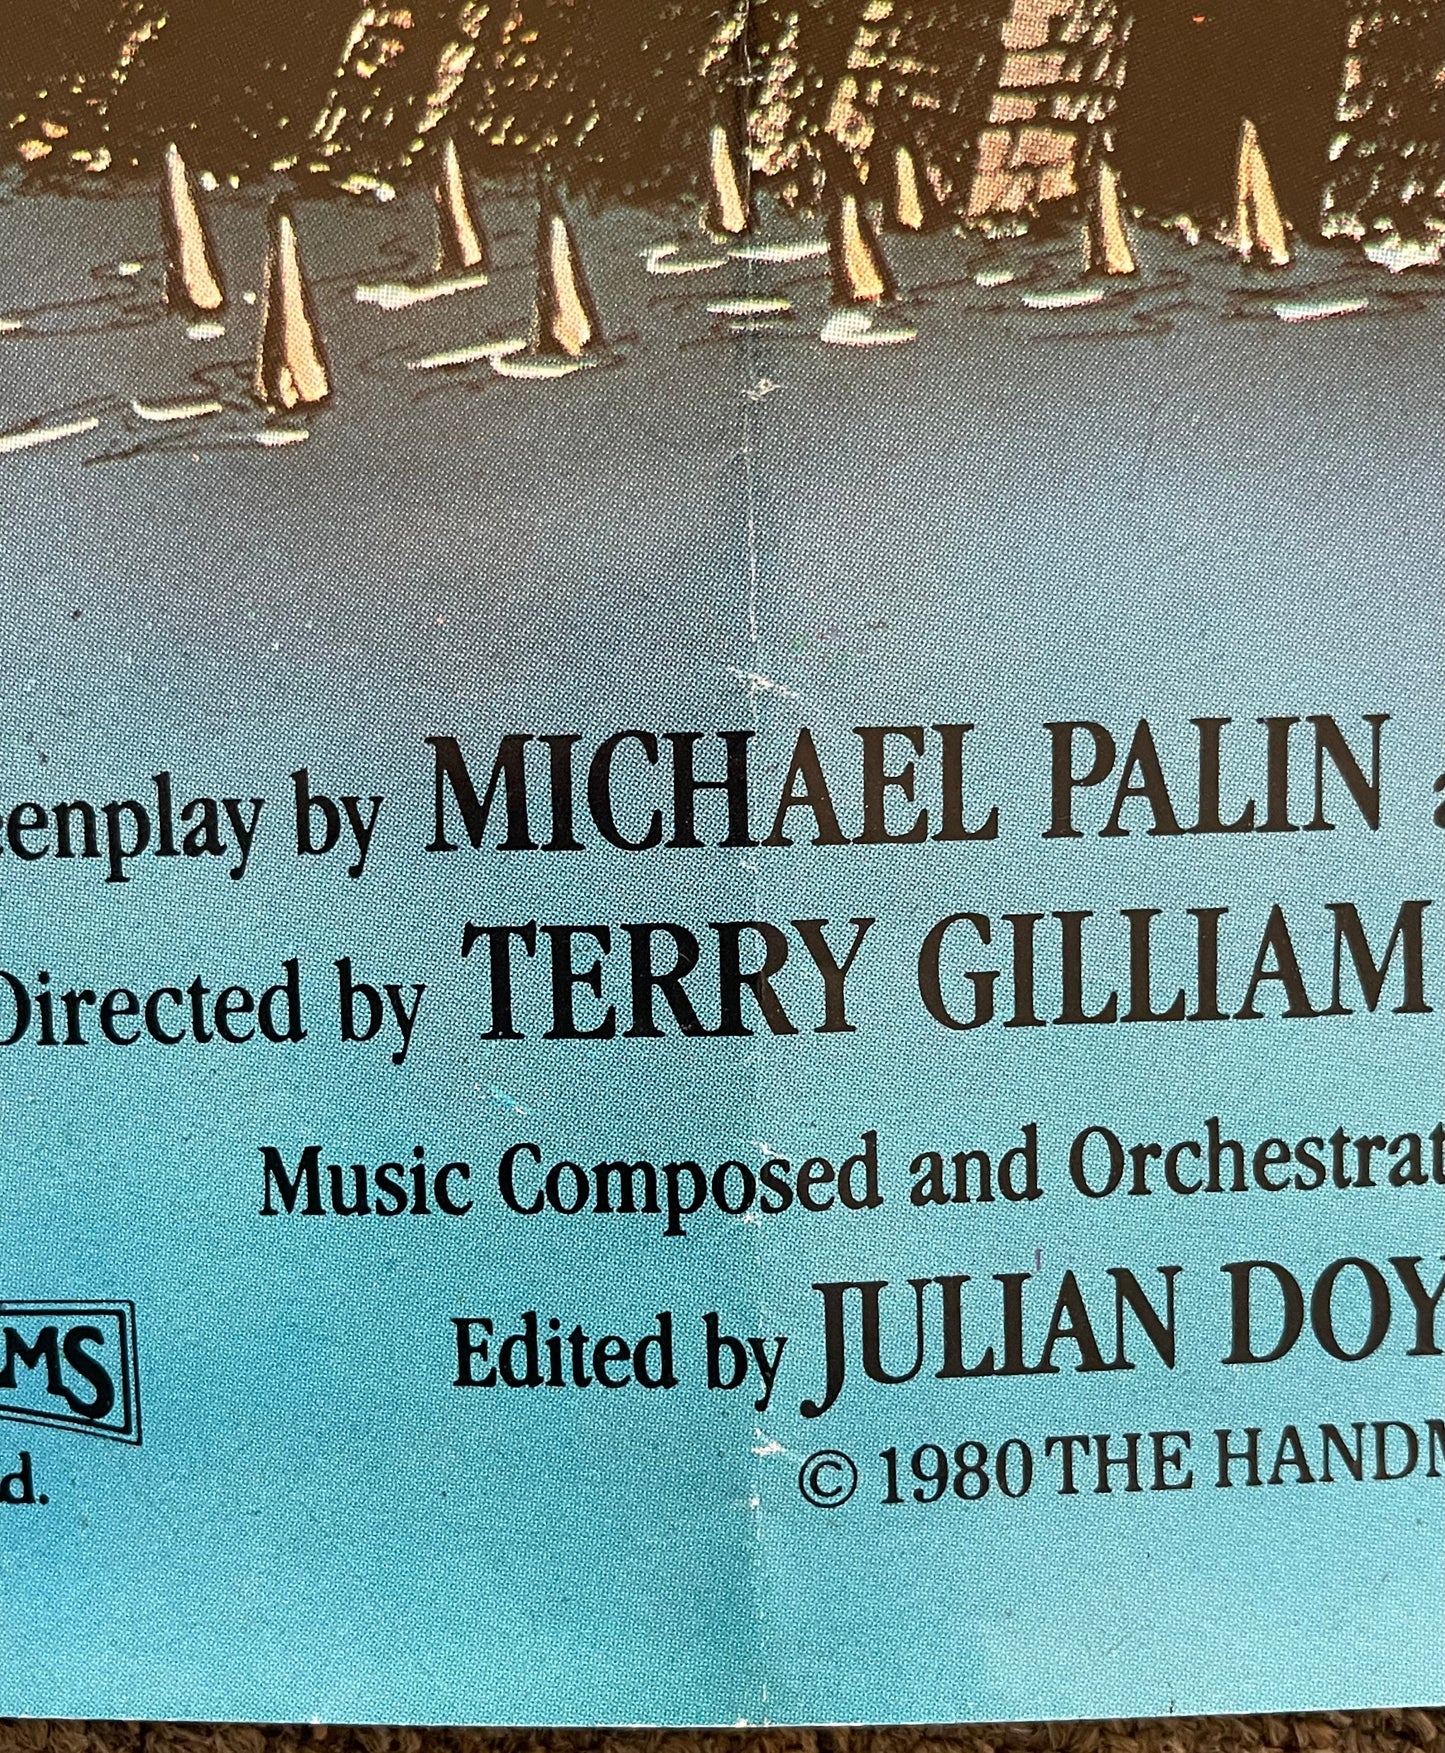 enplay by MICHAEL PALIN a
Directed by TERRY GILLIAM
Music Composed and Orchestrat
Edited by JULIAN DOY
MS
d.
© 1980 THE HANDM